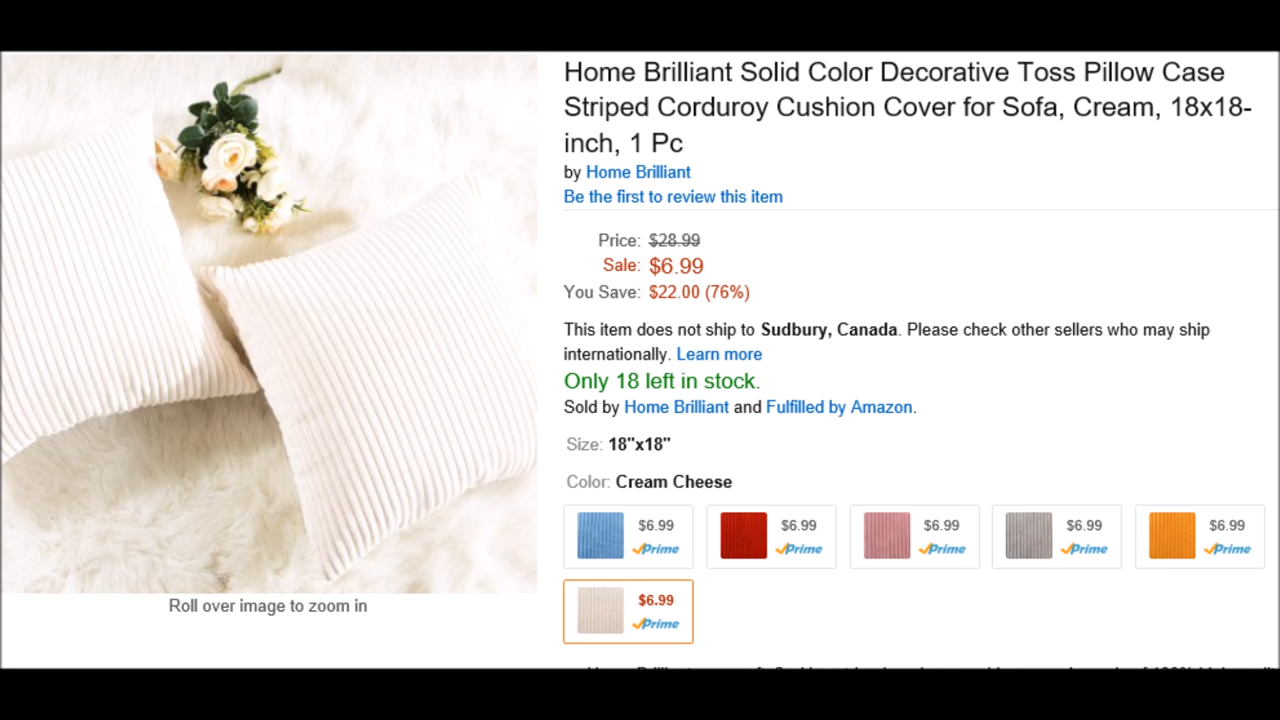 Home Brilliant Solid Color Decorative Toss Pillow Case
Striped Corduroy Cushion Cover for Sofa, Cream, 18x18-
inch, 1 Pc
by Home Brilliant
Be the first to review this item
Price: $28.99
Sale: $6.99
You Save: $22.00 (76%)
This item does not ship to Sudbury, Canada. Please check other sellers who may ship
internationally. Learn more
Only 18 left in stock.
Sold by Home Brilliant and Fulfilled by Amazon.
Size: 18"x18"
Color: Cream Cheese
$6.99 $6.99 $6.99 $6.99 $6.99
Prime Prime Prime Prime Prime
$6.99
Prime
Roll over image to zoom in